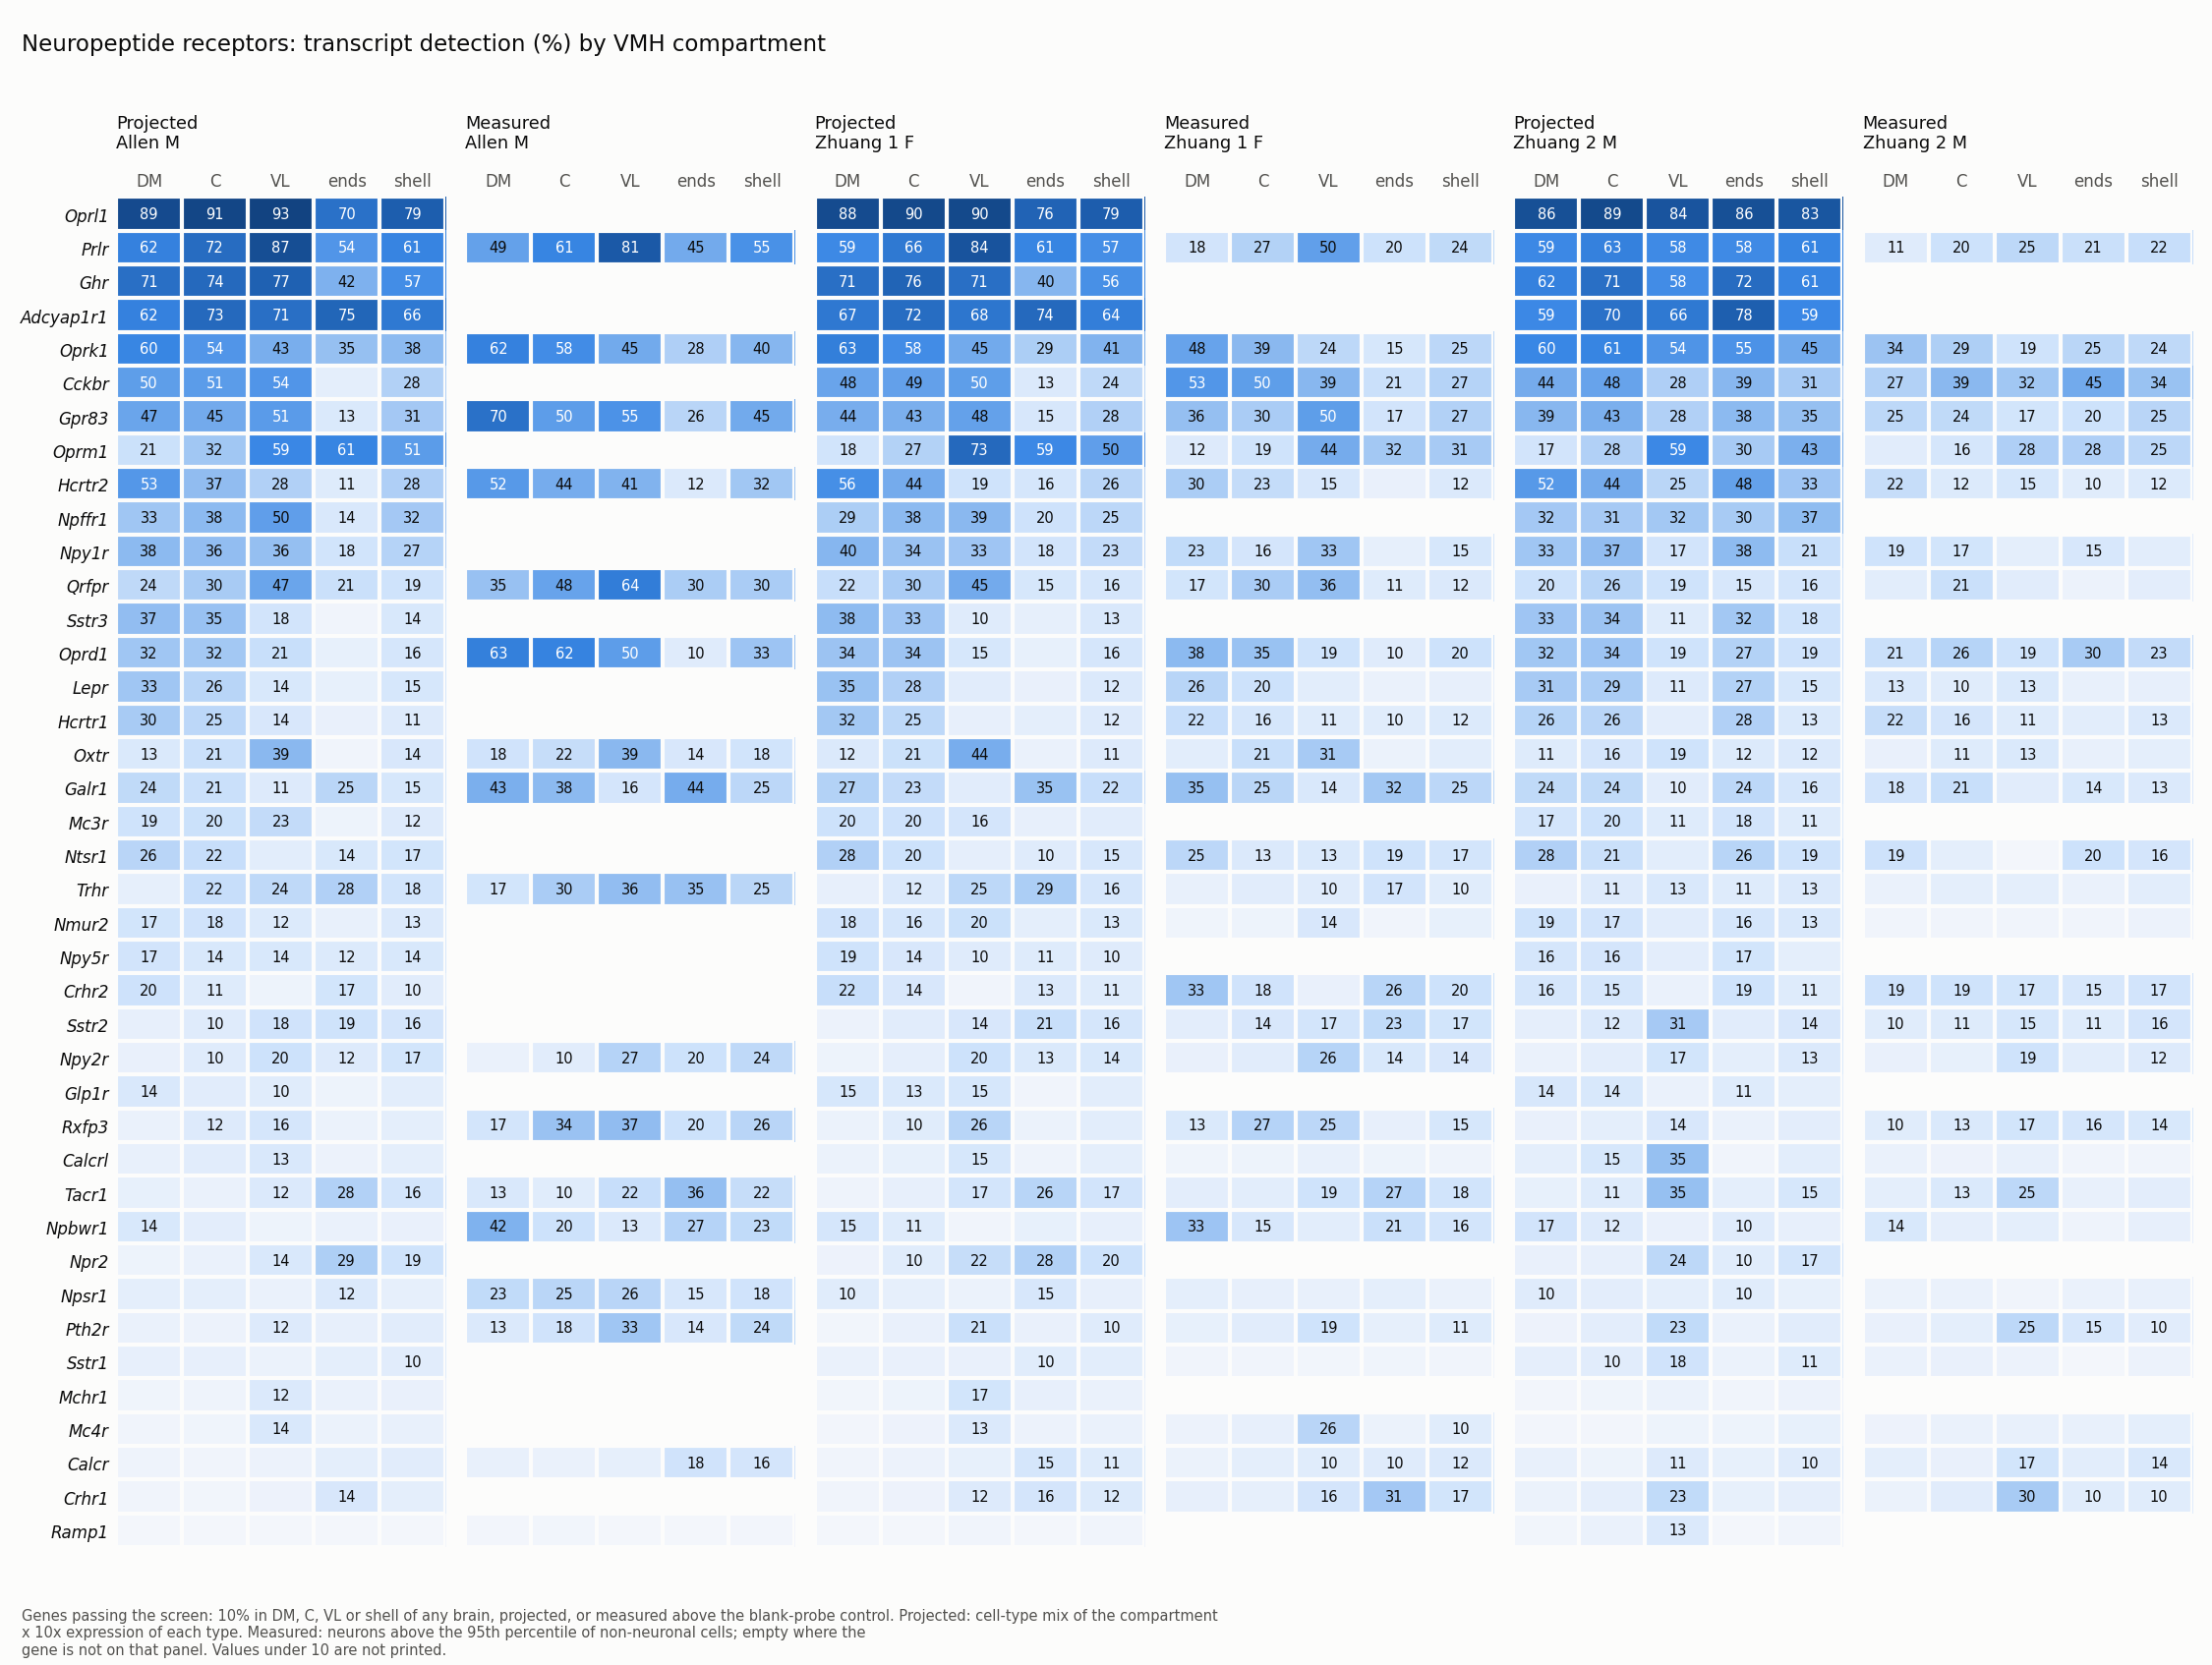 Neuropeptide receptors: transcript detection (%) by VMH compartment
Projected Measured Projected Measured Projected Measured
Allen M Allen M Zhuang 1 F Zhuang 1 F Zhuang 2 M Zhuang 2 M
DM C VL ends shell DM C VL ends shell DM C VL ends shell DM C VL ends shell DM C VL ends shell DM C VL ends shell
Oprl1 89 91 93 70 79 88 90 90 76 79 86 89 84 86 83
Prlr 62 72 87 54 61 49 61 81 45 55 59 66 84 61 57 18 27 50 20 24 59 63 58 58 61 11 20 25 21 22
Ghr 71 74 77 42 57 71 76 71 40 56 62 71 58 72 61
Adcyap1r1 62 73 71 75 66 67 72 68 74 64 59 70 66 78 59
Oprk1 60 54 43 35 38 62 58 45 28 40 63 58 45 29 41 48 39 24 15 25 60 61 54 55 45 34 29 19 25 24
Cckbr 50 51 54 28 48 49 50 13 24 53 50 39 21 27 44 48 28 39 31 27 39 32 45 34
Gpr83 47 45 51 13 31 70 50 55 26 45 44 43 48 15 28 36 30 50 17 27 39 43 28 38 35 25 24 17 20 25
Oprm1 21 32 59 61 51 18 27 73 59 50 12 19 44 32 31 17 28 59 30 43 16 28 28 25
Hcrtr2 53 37 28 11 28 52 44 41 12 32 56 44 19 16 26 30 23 15 12 52 44 25 48 33 22 12 15 10 12
Npffr1 33 38 50 14 32 29 38 39 20 25 32 31 32 30 37
Npy1r 38 36 36 18 27 40 34 33 18 23 23 16 33 15 33 37 17 38 21 19 17 15
Qrfpr 24 30 47 21 19 35 48 64 30 30 22 30 45 15 16 17 30 36 11 12 20 26 19 15 16 21
Sstr3 37 35 18 14 38 33 10 13 33 34 11 32 18
Oprd1 32 32 21 16 63 62 50 10 33 34 34 15 16 38 35 19 10 20 32 34 19 27 19 21 26 19 30 23
Lepr 33 26 14 15 35 28 12 26 20 31 29 11 27 15 13 10 13
Hcrtr1 30 25 14 11 32 25 12 22 16 11 10 12 26 26 28 13 22 16 11 13
Oxtr 13 21 39 14 18 22 39 14 18 12 21 44 11 21 31 11 16 19 12 12 11 13
Galr1 24 21 11 25 15 43 38 16 44 25 27 23 35 22 35 25 14 32 25 24 24 10 24 16 18 21 14 13
Mc3r 19 20 23 12 20 20 16 17 20 11 18 11
Ntsr1 26 22 14 17 28 20 10 15 25 13 13 19 17 28 21 26 19 19 20 16
Trhr 22 24 28 18 17 30 36 35 25 12 25 29 16 10 17 10 11 13 11 13
Nmur2 17 18 12 13 18 16 20 13 14 19 17 16 13
Npy5r 17 14 14 12 14 19 14 10 11 10 16 16 17
Crhr2 20 11 17 10 22 14 13 11 33 18 26 20 16 15 19 11 19 19 17 15 17
Sstr2 10 18 19 16 14 21 16 14 17 23 17 12 31 14 10 11 15 11 16
Npy2r 10 20 12 17 10 27 20 24 20 13 14 26 14 14 17 13 19 12
Glp1r 14 10 15 13 15 14 14 11
Rxfp3 12 16 17 34 37 20 26 10 26 13 27 25 15 14 10 13 17 16 14
Calcrl 13 15 15 35
Tacr1 12 28 16 13 10 22 36 22 17 26 17 19 27 18 11 35 15 13 25
Npbwr1 14 42 20 13 27 23 15 11 33 15 21 16 17 12 10 14
Npr2 14 29 19 10 22 28 20 24 10 17
Npsr1 12 23 25 26 15 18 10 15 10 10
Pth2r 12 13 18 33 14 24 21 10 19 11 23 25 15 10
Sstr1 10 10 10 18 11
Mchr1 12 17
Mc4r 14 13 26 10
Calcr 18 16 15 11 10 10 12 11 10 17 14
Crhr1 14 12 16 12 16 31 17 23 30 10 10
Ramp1 13
Genes passing the screen: 10% in DM, C, VL or shell of any brain, projected, or measured above the blank-probe control. Projected: cell-type mix of the compartment
x 10x expression of each type. Measured: neurons above the 95th percentile of non-neuronal cells; empty where the
gene is not on that panel. Values under 10 are not printed.